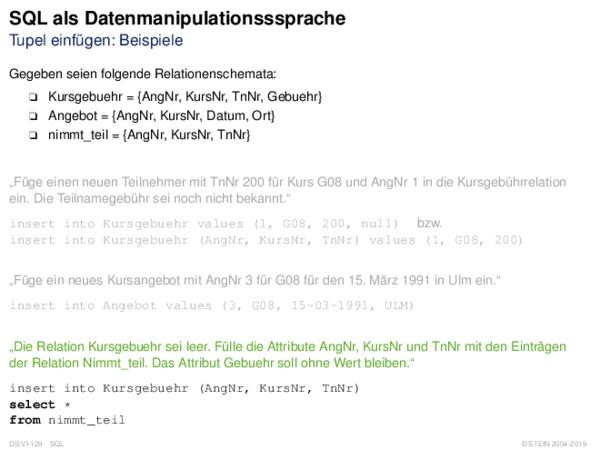 SQL als Datenmanipulationsssprache
Tupel einfügen: Beispiele
Gegeben seien folgende Relationenschemata:
❑ Kursgebuehr = {AngNr, KursNr, TnNr, Gebuehr}
❑ Angebot = {AngNr, KursNr, Datum, Ort}
❑ nimmt_teil = {AngNr, KursNr, TnNr}
„Füge einen neuen Teilnehmer mit TnNr 200 für Kurs G08 und AngNr 1 in die Kursgebührrelation
ein. Die Teilnamegebühr sei noch nicht bekannt.“
insert into Kursgebuehr values (1, G08, 200, null) bzw.
insert into Kursgebuehr (AngNr, KursNr, TnNr) values (1, G08, 200)
„Füge ein neues Kursangebot mit AngNr 3 für G08 für den 15. März 1991 in Ulm ein.“
insert into Angebot values (3, G08, 15-03-1991, ULM)
„Die Relation Kursgebuehr sei leer. Fülle die Attribute AngNr, KursNr und TnNr mit den Einträgen
der Relation Nimmt_teil. Das Attribut Gebuehr soll ohne Wert bleiben.“
insert into Kursgebuehr (AngNr, KursNr, TnNr)
select *
from nimmt_teil
DB:VI-129 SQL © STEIN 2004-2019